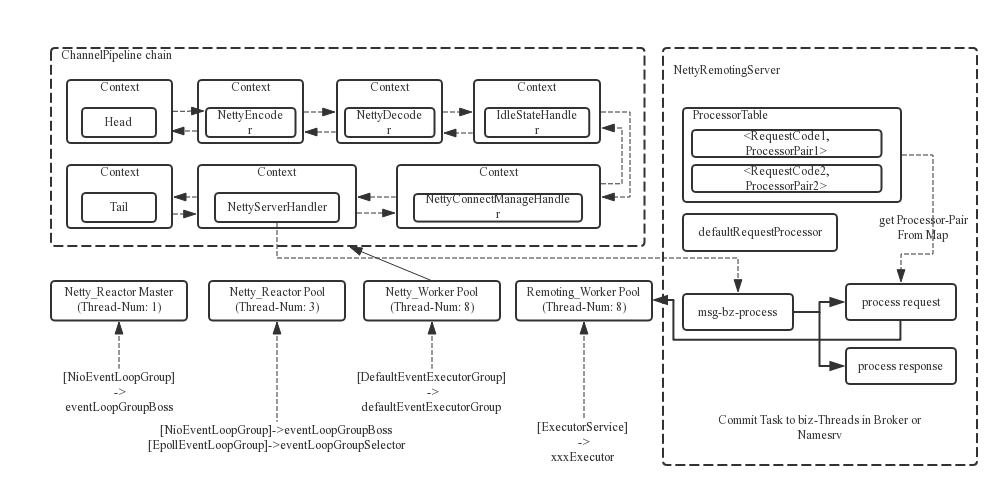 ChannelPipeline chain
Context
Head
Context
NettyEncode
r
Context
NettyDecode
r
Context
IdleStateHandle
r
Context
Tail
Context
NettyServerHandler
Context
NettyConnectManageHandle
r
NettyRemotingServer
ProcessorTable
<RequestCode1,
ProcessorPair1>
<RequestCode2,
ProcessorPair2>
defaultRequestProcessor
get Processor-Pair
From Map
Netty_Reactor Master
(Thread-Num: 1)
Netty_Reactor Pool
(Thread-Num: 3)
Netty_Worker Pool
(Thread-Num: 8)
Remoting_Worker Pool
(Thread-Num: 8)
msg-bz-process
process request
process response
[NioEventLoopGroup]
->
eventLoopGroupBoss
[NioEventLoopGroup]->eventLoopGroupBoss
[EpollEventLoopGroup]->eventLoopGroupSelector
[DefaultEventExecutorGroup]
->
defaultEventExecutorGroup
[ExecutorService]
->
xxxExecutor
Commit Task to biz-Threads in Broker or
Namesrv